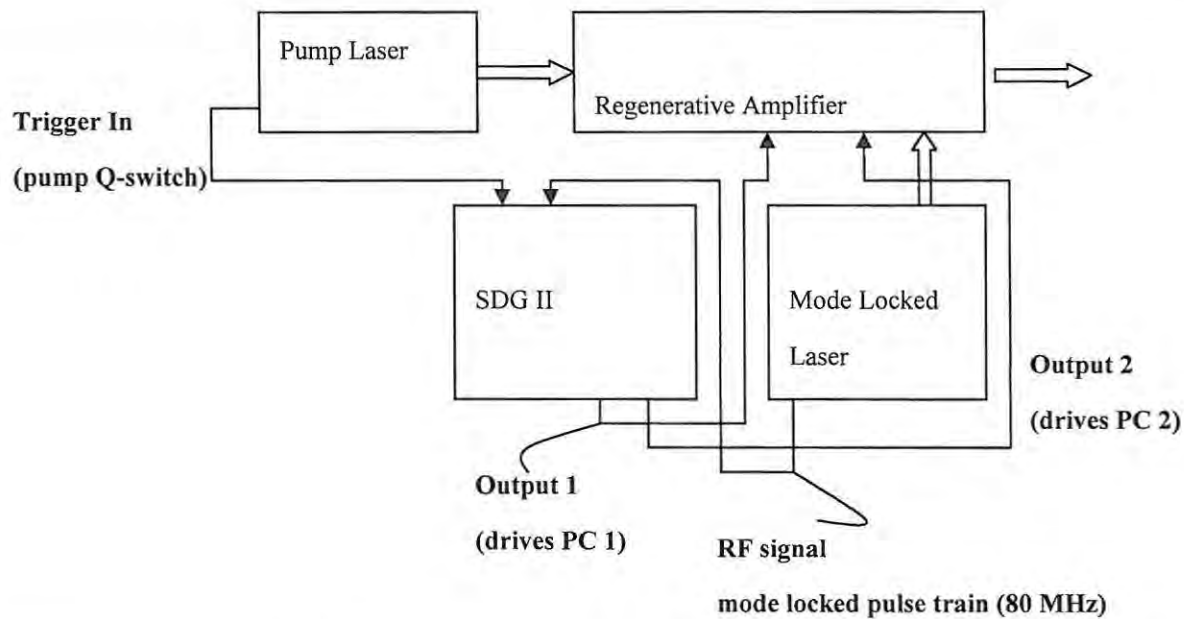 Pump Laser
Regenerative Amplifier
Trigger In
(pump Q-switch)
SDG II
Mode Locked
Laser
Output 2
(drives PC 2)
Output 1
(drives PC 1)
RF signal
mode locked pulse train (80 MHz)